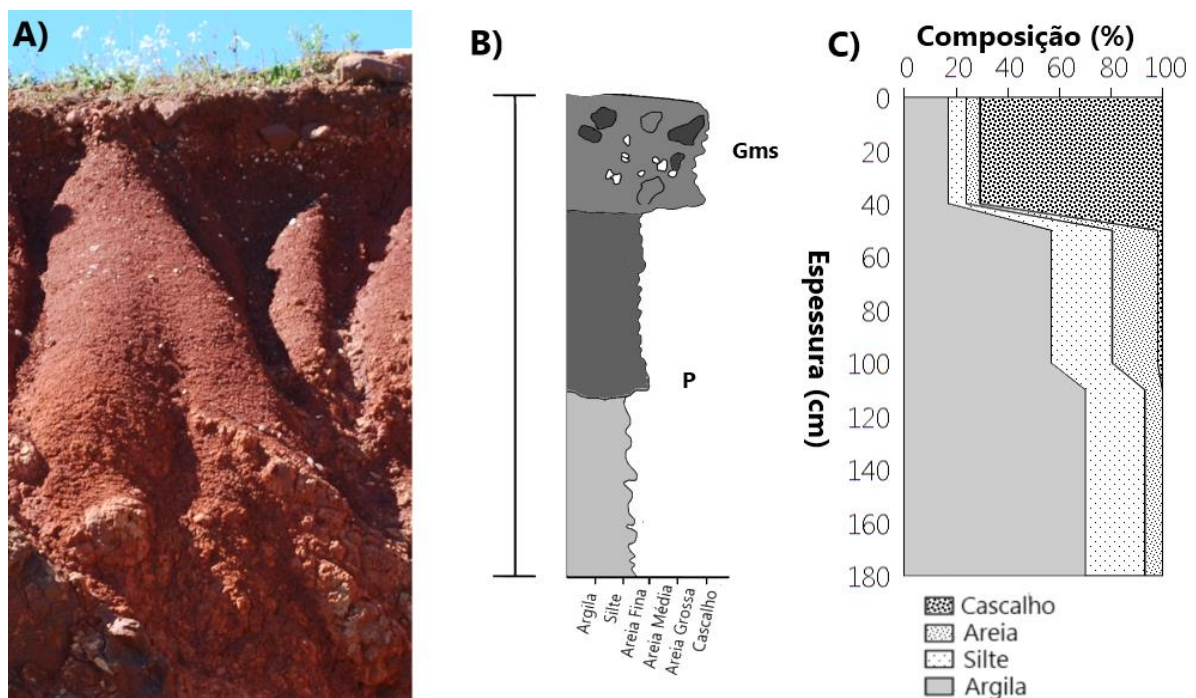 A)
B)
Gms
P
Argila
Silte
Areia Fina
Areia Média
Areia Grossa
Cascalho
C)
Composição (%)
0 20 40 60 80 100
Espessura (cm)
0
20
40
60
80
100
120
140
160
180
Cascalho
Areia
Silte
Argila